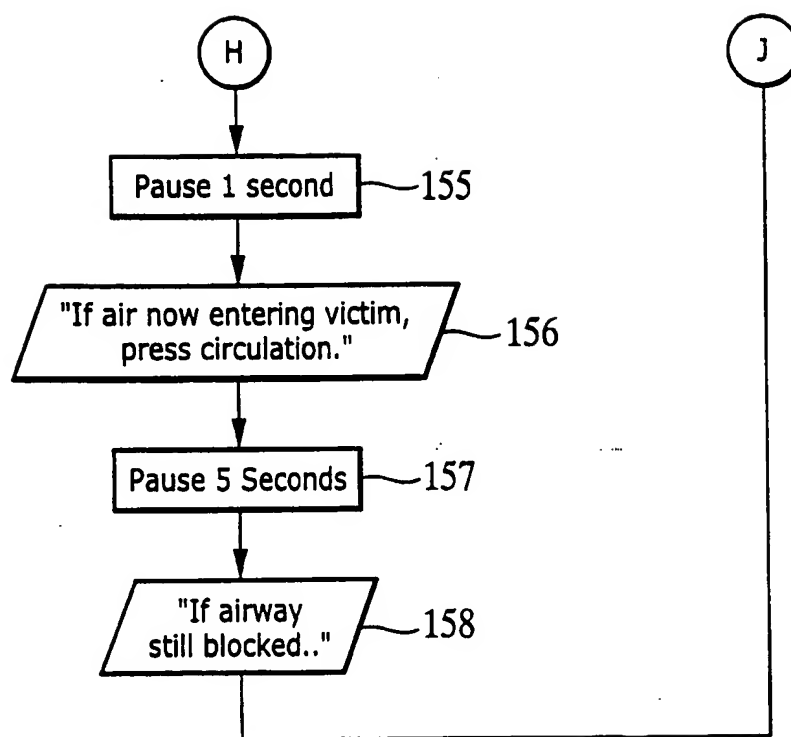 H
J
Pause 1 second
155
"If air now entering victim,
press circulation."
156
Pause 5 Seconds
157
"If airway
still blocked.."
158